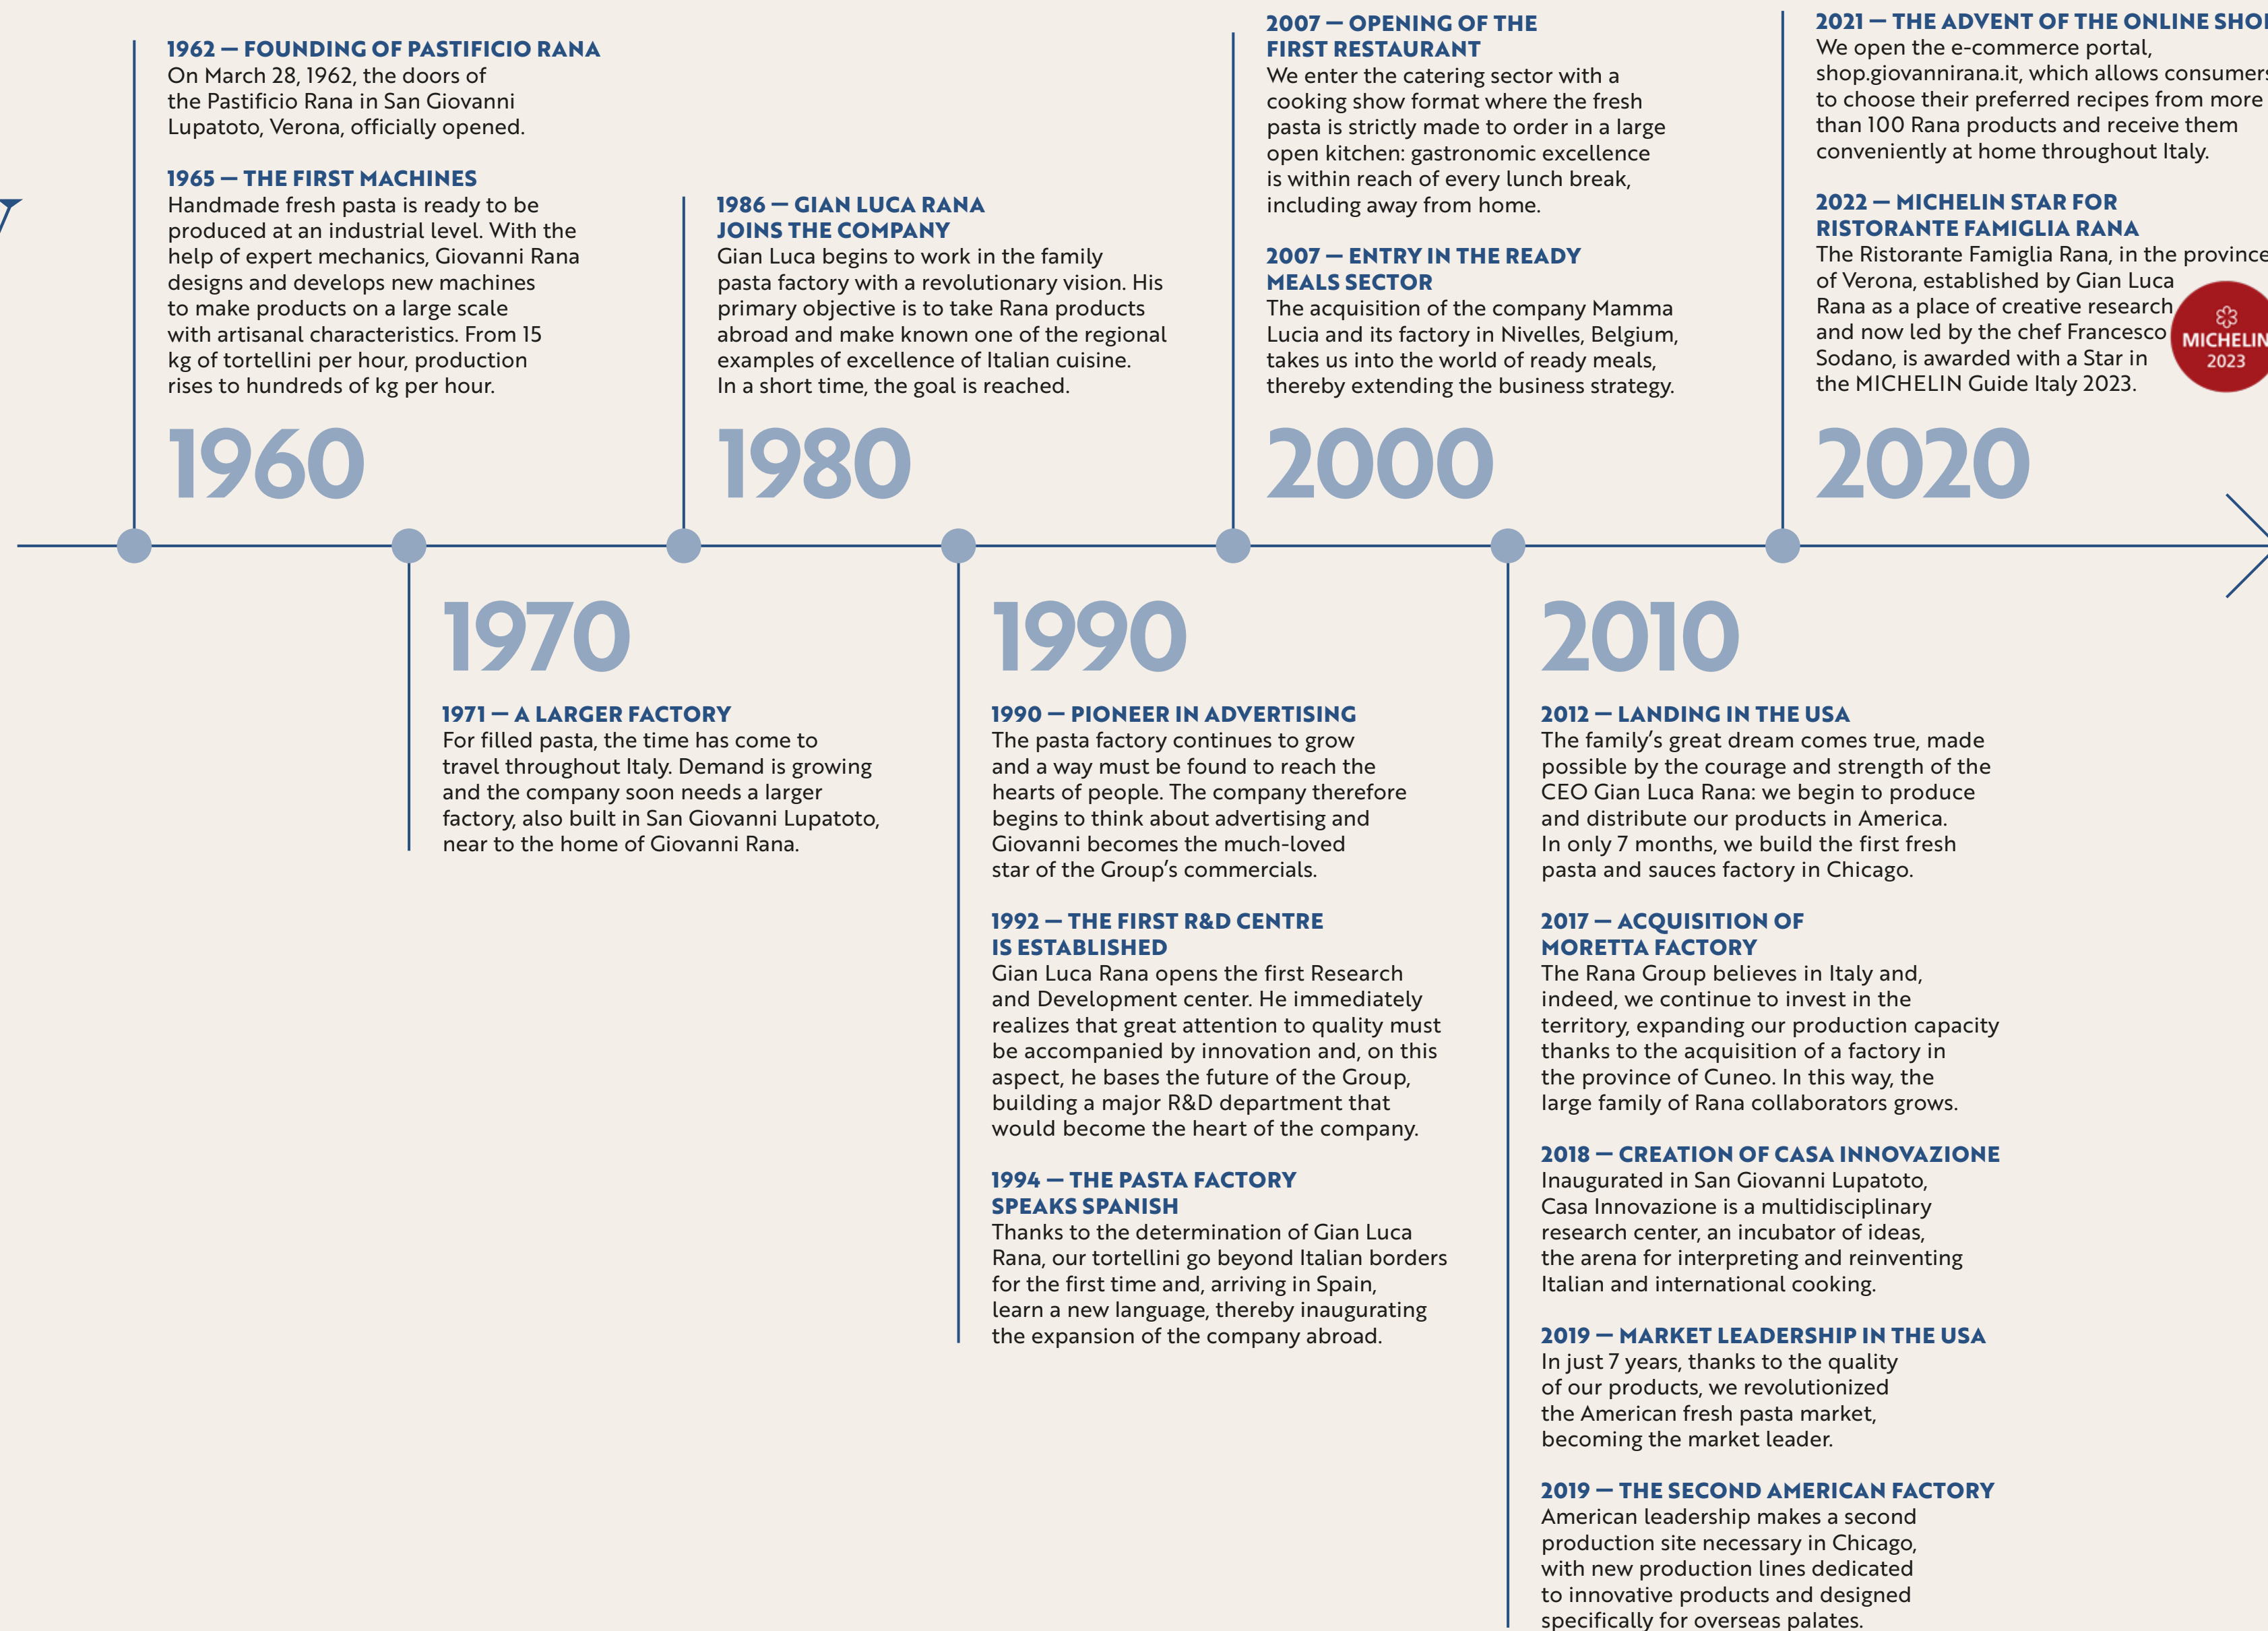 1962 — FOUNDING OF PASTIFICIO RANA
On March 28, 1962, the doors of
the Pastificio Rana in San Giovanni
Lupatoto, Verona, officially opened.
1965 — THE FIRST MACHINES
Handmade fresh pasta is ready to be
produced at an industrial level. With the
help of expert mechanics, Giovanni Rana
designs and develops new machines
to make products on a large scale
with artisanal characteristics. From 15
kg of tortellini per hour, production
rises to hundreds of kg per hour.
1960
1970
1971 — A LARGER FACTORY
For filled pasta, the time has come to
travel throughout Italy. Demand is growing
and the company soon needs a larger
factory, also built in San Giovanni Lupatoto,
near to the home of Giovanni Rana.
1986 — GIAN LUCA RANA
JOINS THE COMPANY
Gian Luca begins to work in the family
pasta factory with a revolutionary vision. His
primary objective is to take Rana products
abroad and make known one of the regional
examples of excellence of Italian cuisine.
In a short time, the goal is reached.
1980
1990
1990 — PIONEER IN ADVERTISING
The pasta factory continues to grow
and a way must be found to reach the
hearts of people. The company therefore
begins to think about advertising and
Giovanni becomes the much-loved
star of the Group's commercials.
1992 — THE FIRST R&D CENTRE
IS ESTABLISHED
Gian Luca Rana opens the first Research
and Development center. He immediately
realizes that great attention to quality must
be accompanied by innovation and, on this
aspect, he bases the future of the Group,
building a major R&D department that
would become the heart of the company.
1994 — THE PASTA FACTORY
SPEAKS SPANISH
Thanks to the determination of Gian Luca
Rana, our tortellini go beyond Italian borders
for the first time and, arriving in Spain,
learn a new language, thereby inaugurating
the expansion of the company abroad.
2007 — OPENING OF THE
FIRST RESTAURANT
We enter the catering sector with a
cooking show format where the fresh
pasta is strictly made to order in a large
open kitchen: gastronomic excellence
is within reach of every lunch break,
including away from home.
2007 — ENTRY IN THE READY
MEALS SECTOR
The acquisition of the company Mamma
Lucia and its factory in Nivelles, Belgium,
takes us into the world of ready meals,
thereby extending the business strategy.
2000
2010
2012 — LANDING IN THE USA
The family's great dream comes true, made
possible by the courage and strength of the
CEO Gian Luca Rana: we begin to produce
and distribute our products in America.
In only 7 months, we build the first fresh
pasta and sauces factory in Chicago.
2017 — ACQUISITION OF
MORETTA FACTORY
The Rana Group believes in Italy and,
indeed, we continue to invest in the
territory, expanding our production capacity
thanks to the acquisition of a factory in
the province of Cuneo. In this way, the
large family of Rana collaborators grows.
2018 — CREATION OF CASA INNOVAZIONE
Inaugurated in San Giovanni Lupatoto,
Casa Innovazione is a multidisciplinary
research center, an incubator of ideas,
the arena for interpreting and reinventing
Italian and international cooking.
2019 — MARKET LEADERSHIP IN THE USA
In just 7 years, thanks to the quality
of our products, we revolutionized
the American fresh pasta market,
becoming the market leader.
2019 — THE SECOND AMERICAN FACTORY
American leadership makes a second
production site necessary in Chicago,
with new production lines dedicated
to innovative products and designed
specifically for overseas palates.
2021 — THE ADVENT OF THE ONLINE SHO
We open the e-commerce portal,
shop.giovannirana.it, which allows consumers
to choose their preferred recipes from more
than 100 Rana products and receive them
conveniently at home throughout Italy.
2022 — MICHELIN STAR FOR
RISTORANTE FAMIGLIA RANA
The Ristorante Famiglia Rana, in the province
of Verona, established by Gian Luca
Rana as a place of creative research
and now led by the chef Francesco
Sodano, is awarded with a Star in
the MICHELIN Guide Italy 2023.
MICHELIN
2023
2020